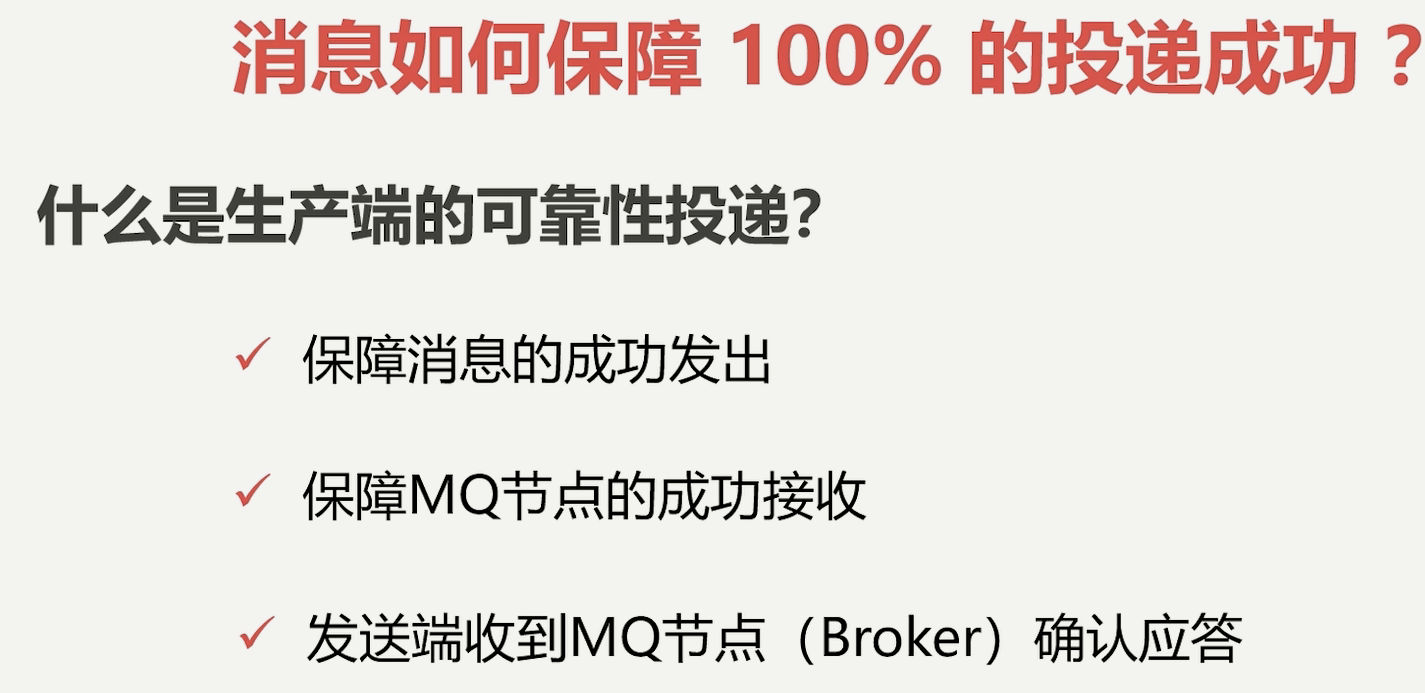 消息如何保障 100% 的投递成功？
什么是生产端的可靠性投递？
✓ 保障消息的成功发出
✓ 保障MQ节点的成功接收
✓ 发送端收到MQ节点（Broker）确认应答